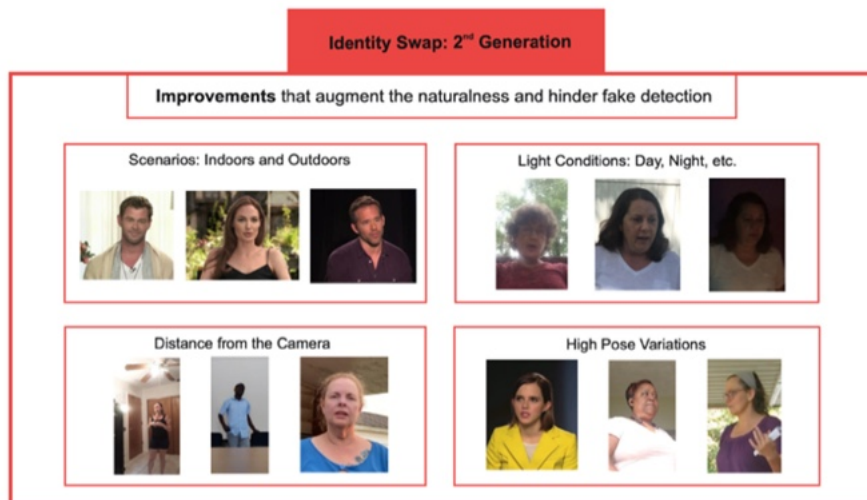 Identity Swap: 2nd Generation
Improvements that augment the naturalness and hinder fake detection
Scenarios: Indoors and Outdoors
Light Conditions: Day, Night, etc.
Distance from the Camera
High Pose Variations